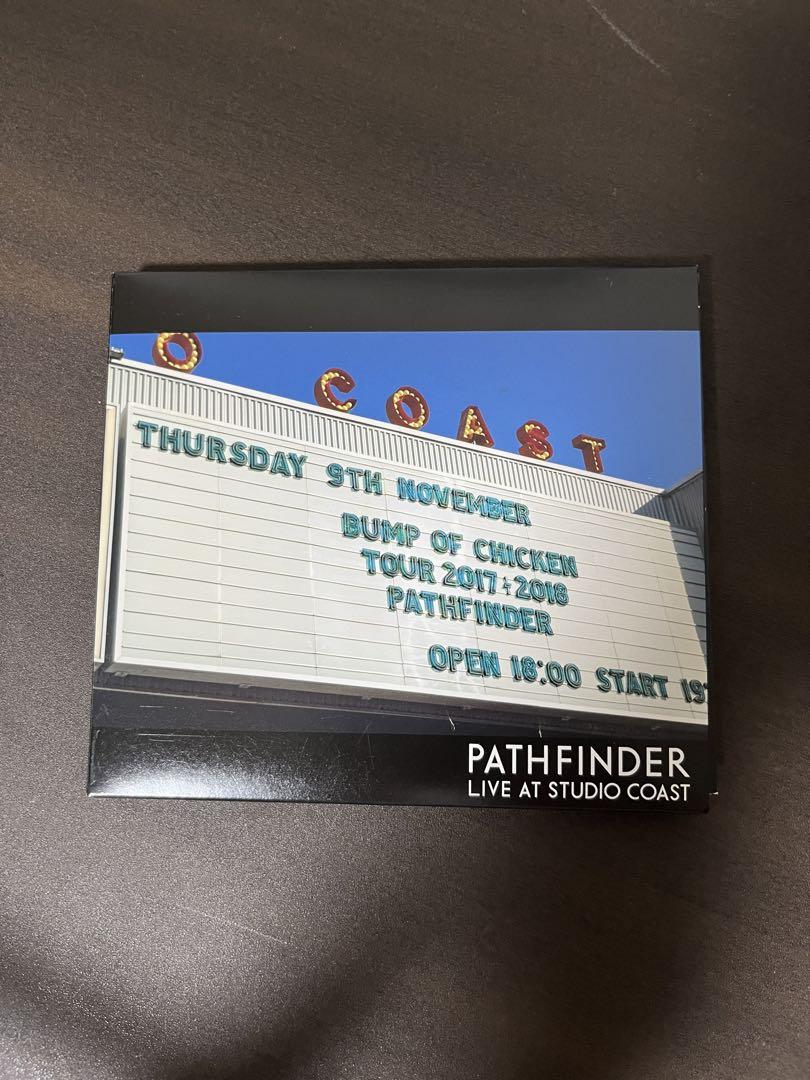 O COAST
THURSDAY 9TH NOVEMBER
BUMP OF CHICKEN
TOUR 2017-2018
PATHFINDER
OPEN 18:00 START 19
PATHFINDER
LIVE AT STUDIO COAST